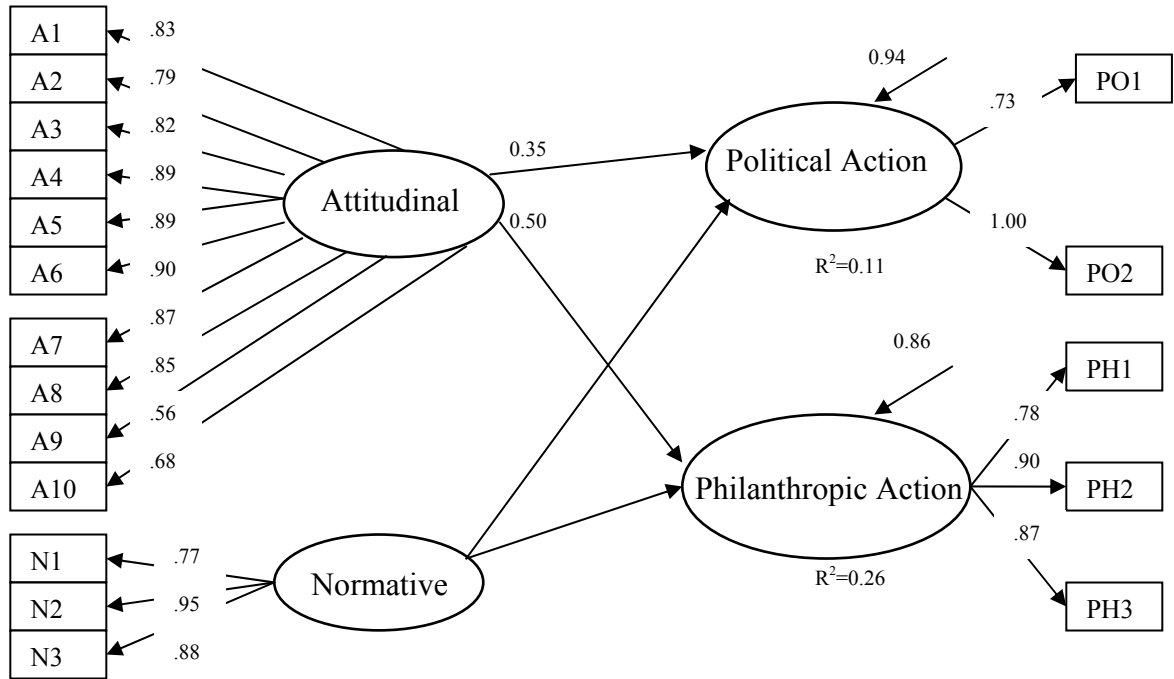 A1
.83
A2
.79
A3
.82
A4
.89
A5
.89
A6
.90
A7
.87
A8
.85
A9
.56
A10
.68
N1
.77
N2
.95
N3
.88
Attitudinal
Normative
0.35
0.50
0.94
Political Action
R²=0.11
.73
PO1
1.00
PO2
0.86
Philanthropic Action
R²=0.26
PH1
.78
.90
PH2
.87
PH3